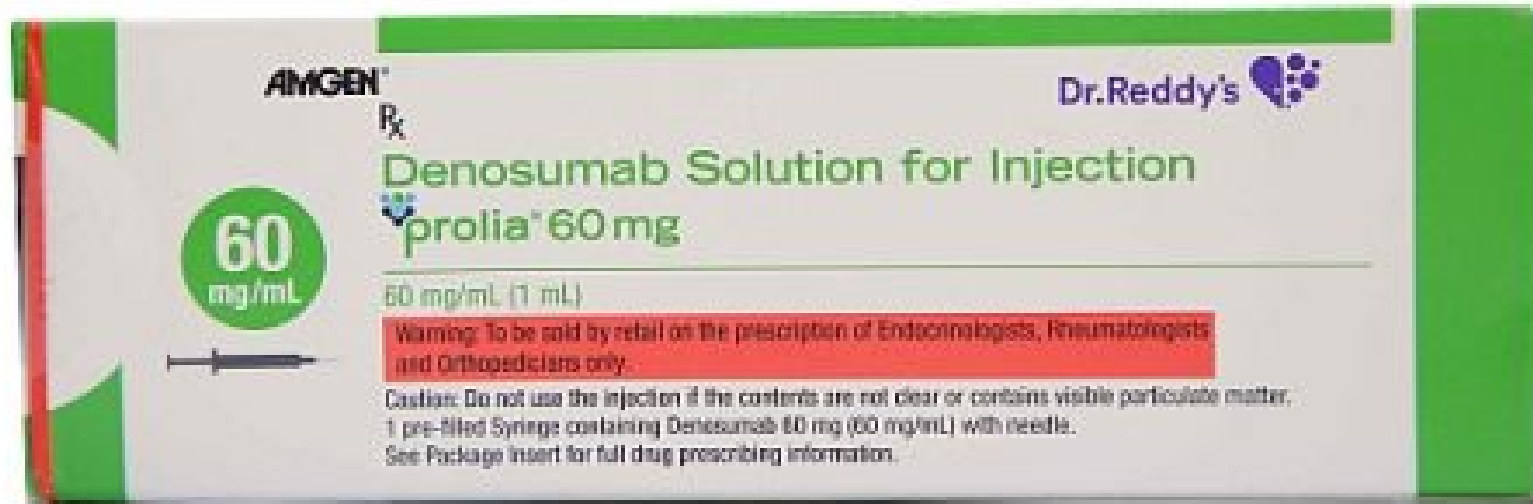 AMGEN®
Dr.Reddy's
Rx
Denosumab Solution for Injection
prolia® 60 mg
60 mg/mL
60 mg/mL (1 mL)
Warning: To be sold by retail on the prescription of Endocrinologists, Rheumatologists
and Orthopedicians only.
Caution: Do not use the injection if the contents are not clear or contains visible particulate matter.
1 pre-filled Syringe containing Denosumab 60 mg (60 mg/mL) with needle.
See Package Insert for full drug prescribing information.